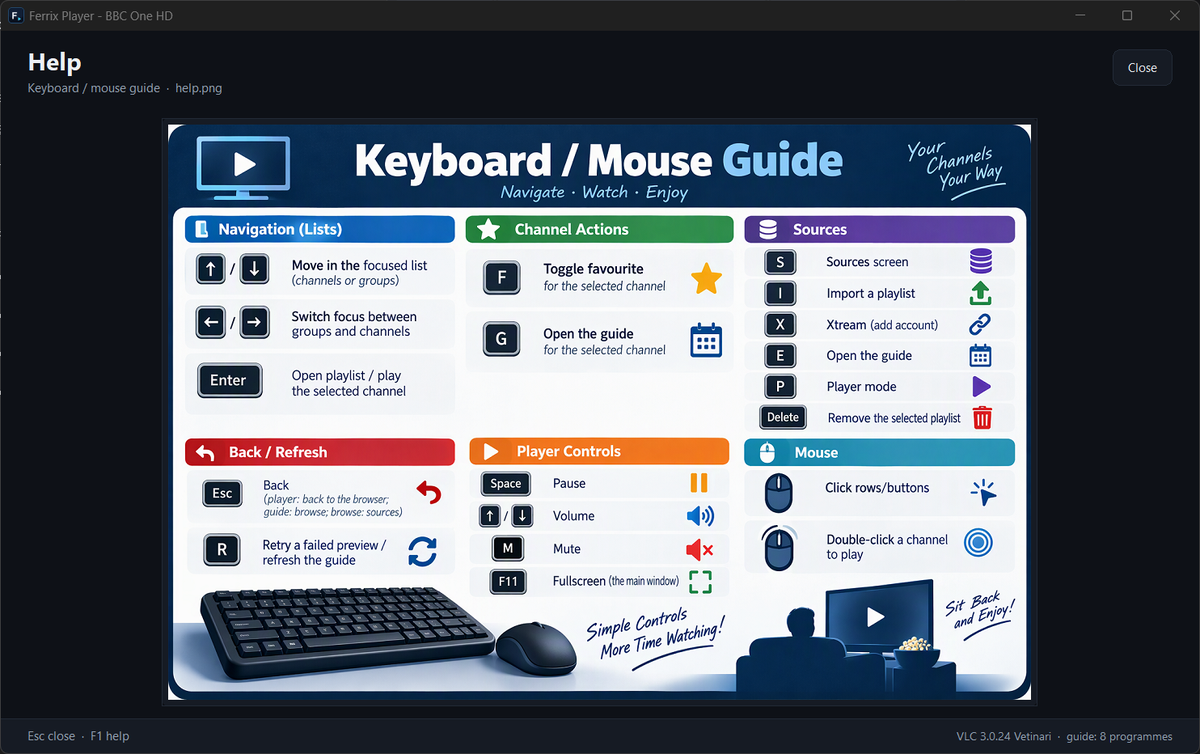 F.
Ferrix Player - BBC One HD
Help
Close
Keyboard / mouse guide · help.png
Keyboard / Mouse Guide
Navigate · Watch · Enjoy
Your
Channels
Your Way
Navigation (Lists)
↑ / ↓
Move in the focused list
(channels or groups)
← / →
Switch focus between
groups and channels
Enter
Open playlist / play
the selected channel
Channel Actions
F
Toggle favourite
for the selected channel
G
Open the guide
for the selected channel
Sources
S Sources screen
I Import a playlist
X Xtream (add account)
E Open the guide
P Player mode
Delete Remove the selected playlist
Back / Refresh
Esc
Back
(player: back to the browser;
guide: browse; browse: sources)
R
Retry a failed preview /
refresh the guide
Player Controls
Space Pause
↑ / ↓ Volume
M Mute
F11 Fullscreen (the main window)
Mouse
Click rows/buttons
Double-click a channel
to play
Simple Controls
More Time Watching!
Sit Back
and Enjoy!
Esc close · F1 help
VLC 3.0.24 Vetinari · guide: 8 programmes